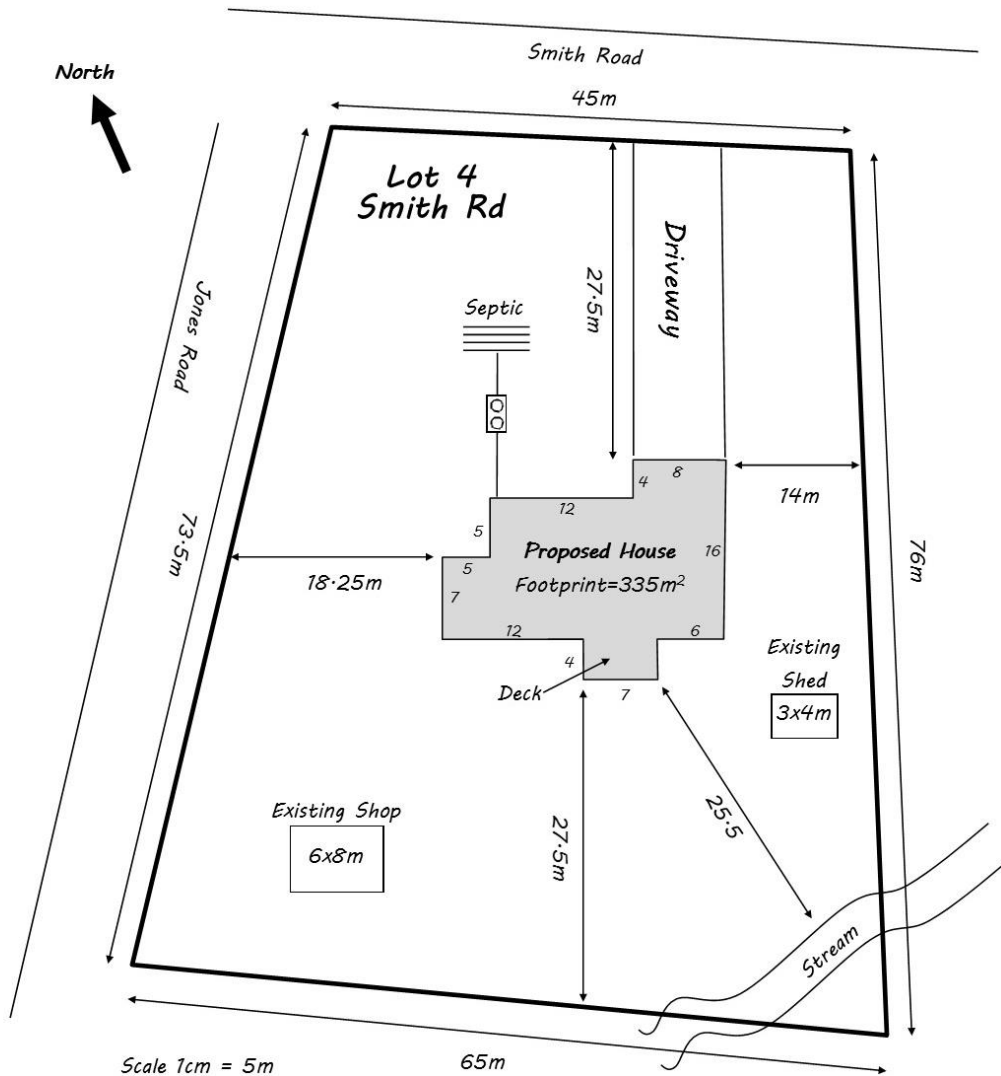 Smith Road
North
45m
Lot 4
Smith Rd
Driveway
27.5m
Jones Road
Septic
8
4
14m
12
5
Proposed House
16
73.5m
18.25m
5
Footprint=335m²
76m
7
12
6
4
Existing
Shed
Deck
7
3x4m
25.5
Existing Shop
27.5m
6x8m
Stream
Scale 1cm = 5m
65m